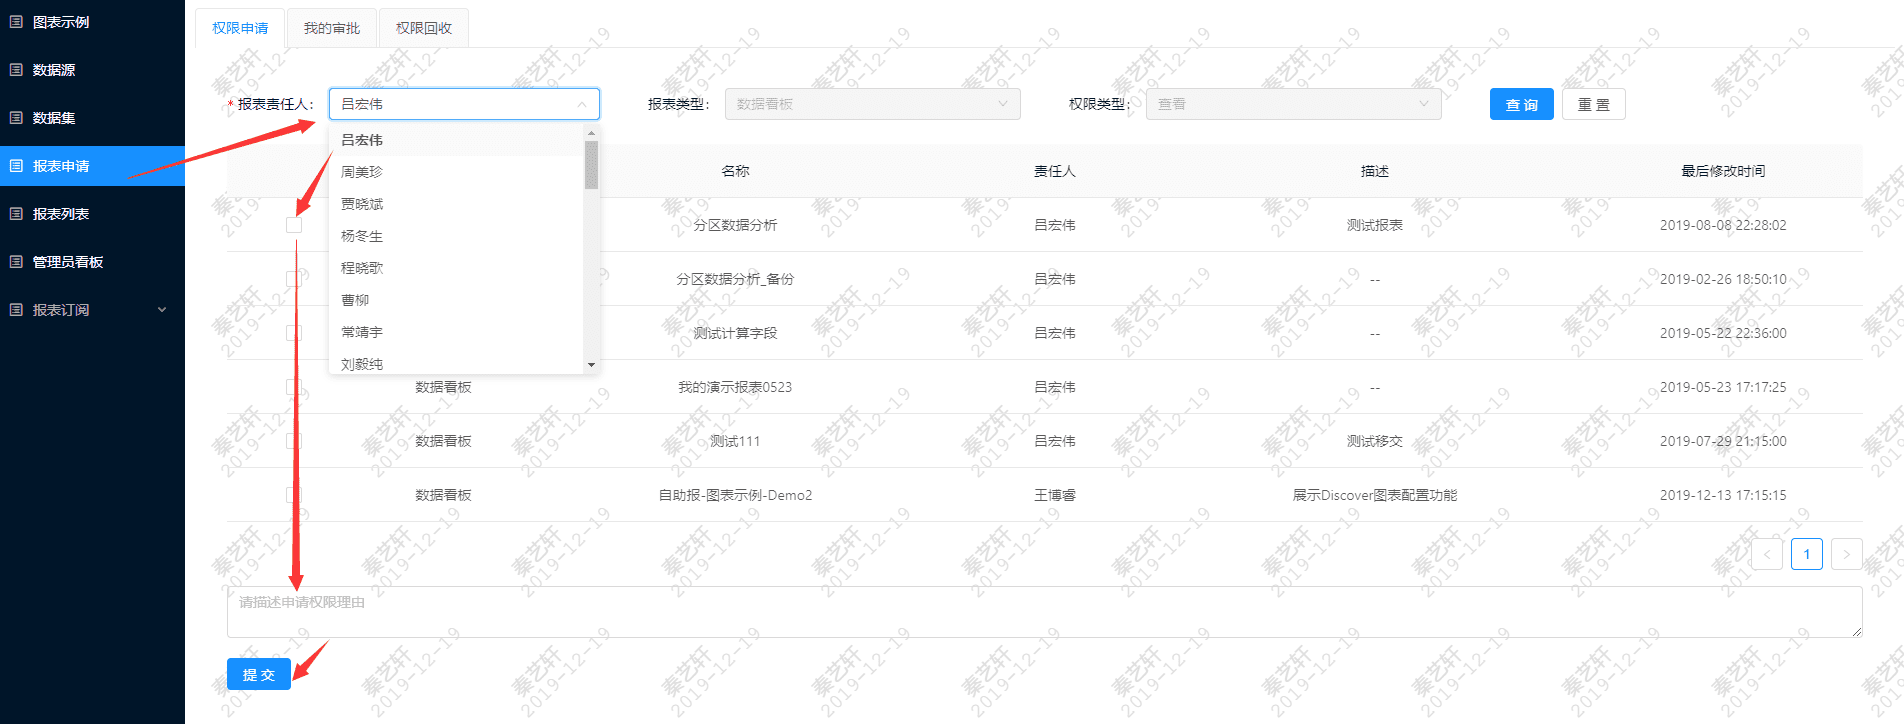 图表示例
数据源
数据集
报表申请
报表列表
管理员看板
报表订阅
权限申请 我的审批 权限回收
* 报表责任人: 吕宏伟 报表类型: 数据看板 权限类型: 查看 查 询 重 置
吕宏伟
周美珍
贾晓斌
杨冬生
程晓歌
曹柳
常靖宇
刘毅纯
名称 责任人 描述 最后修改时间
分区数据分析 吕宏伟 测试报表 2019-08-08 22:28:02
分区数据分析_备份 吕宏伟 -- 2019-02-26 18:50:10
测试计算字段 吕宏伟 -- 2019-05-22 22:36:00
数据看板 我的演示报表0523 吕宏伟 -- 2019-05-23 17:17:25
数据看板 测试111 吕宏伟 测试移交 2019-07-29 21:15:00
数据看板 自助报-图表示例-Demo2 王博睿 展示Discover图表配置功能 2019-12-13 17:15:15
< 1 >
请描述申请权限理由
提 交
秦艺轩
2019-12-19